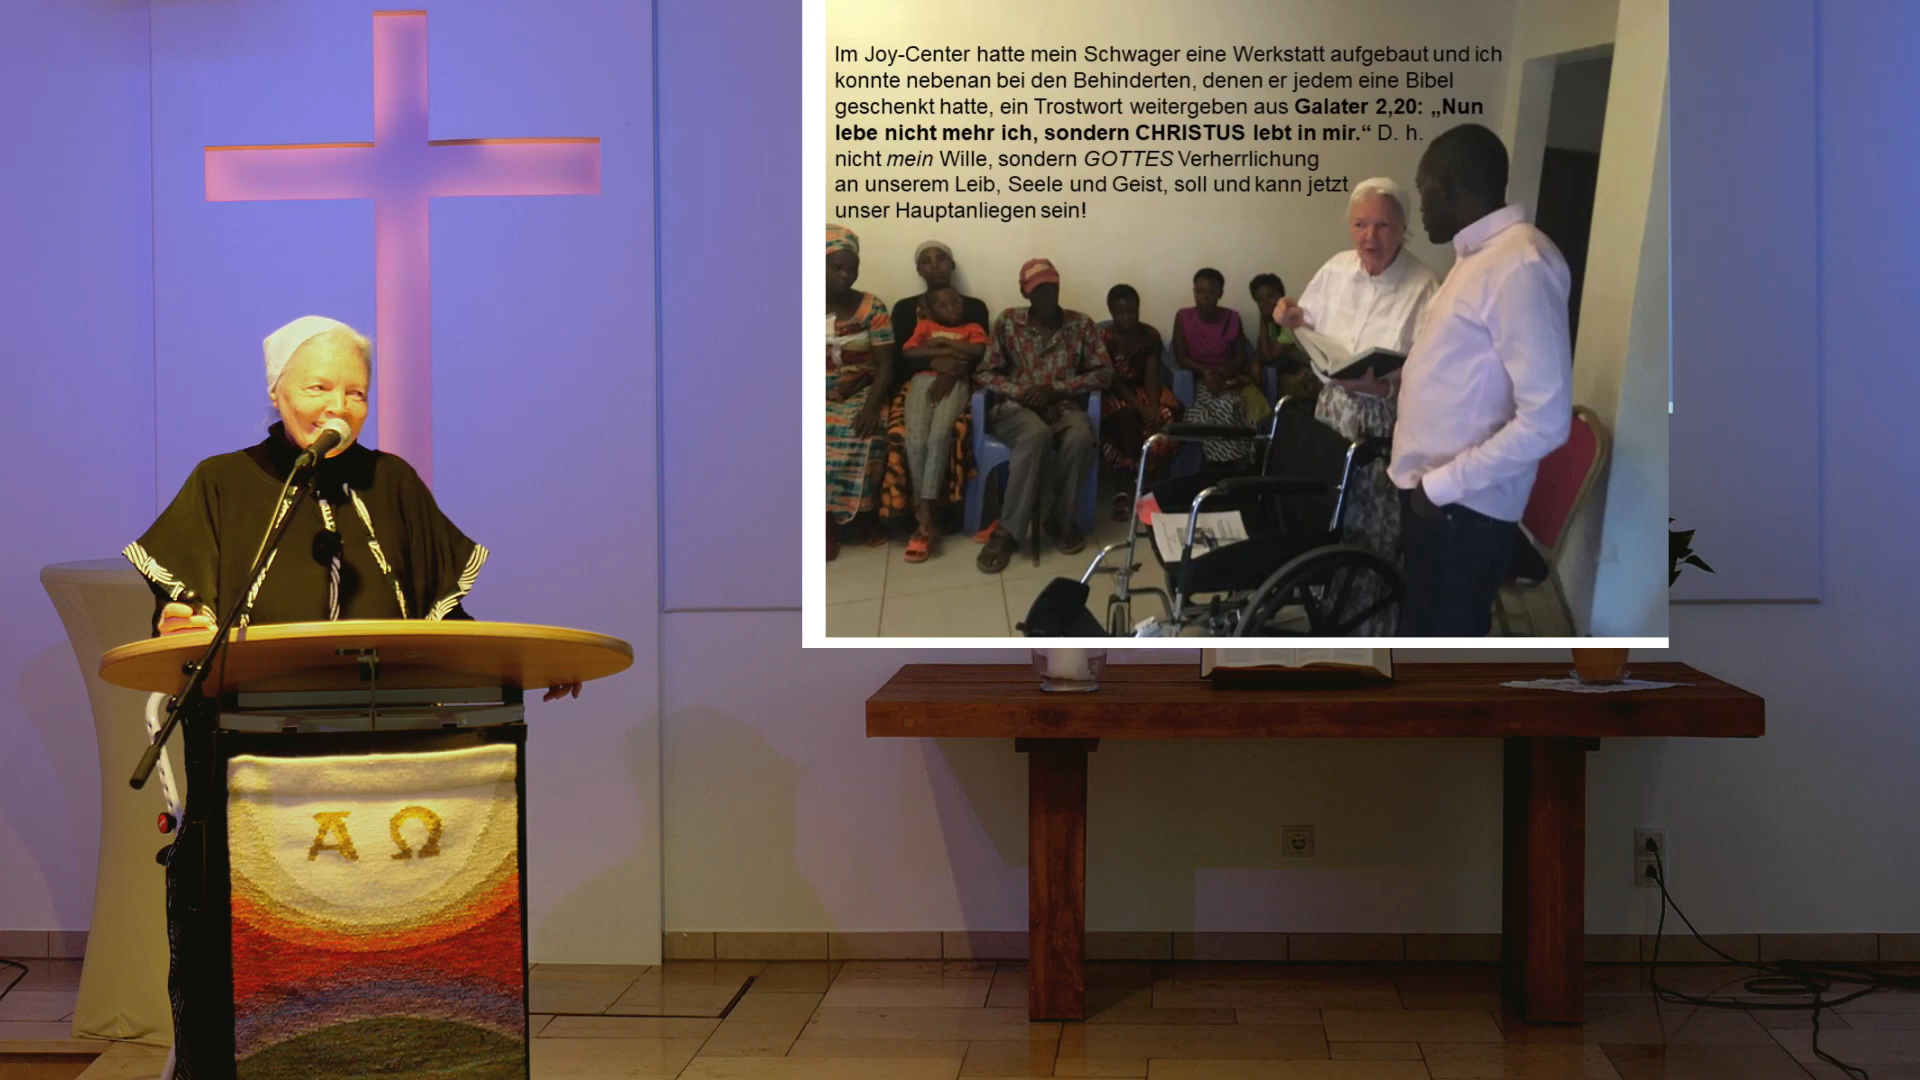 Im Joy-Center hatte mein Schwager eine Werkstatt aufgebaut und ich
konnte nebenan bei den Behinderten, denen er jedem eine Bibel
geschenkt hatte, ein Trostwort weitergeben aus Galater 2,20: „Nun
lebe nicht mehr ich, sondern CHRISTUS lebt in mir.“ D. h.
nicht mein Wille, sondern GOTTES Verherrlichung
an unserem Leib, Seele und Geist, soll und kann jetzt
unser Hauptanliegen sein!
Α Ω